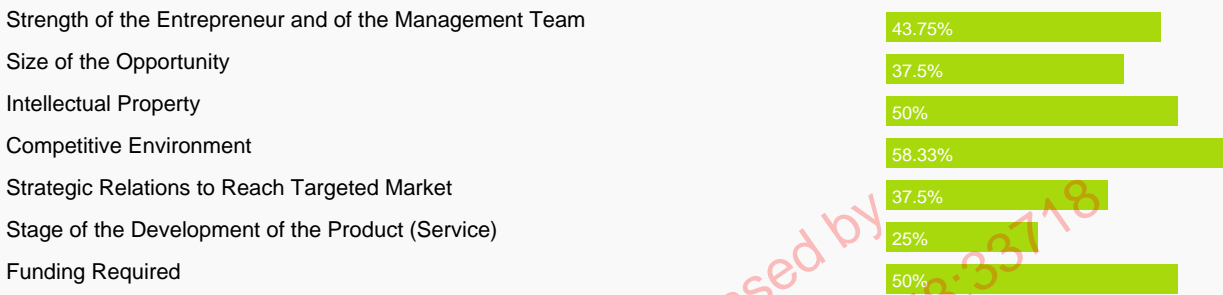 Strength of the Entrepreneur and of the Management Team 43.75%
Size of the Opportunity 37.5%
Intellectual Property 50%
Competitive Environment 58.33%
Strategic Relations to Reach Targeted Market 37.5%
Stage of the Development of the Product (Service) 25%
Funding Required 50%